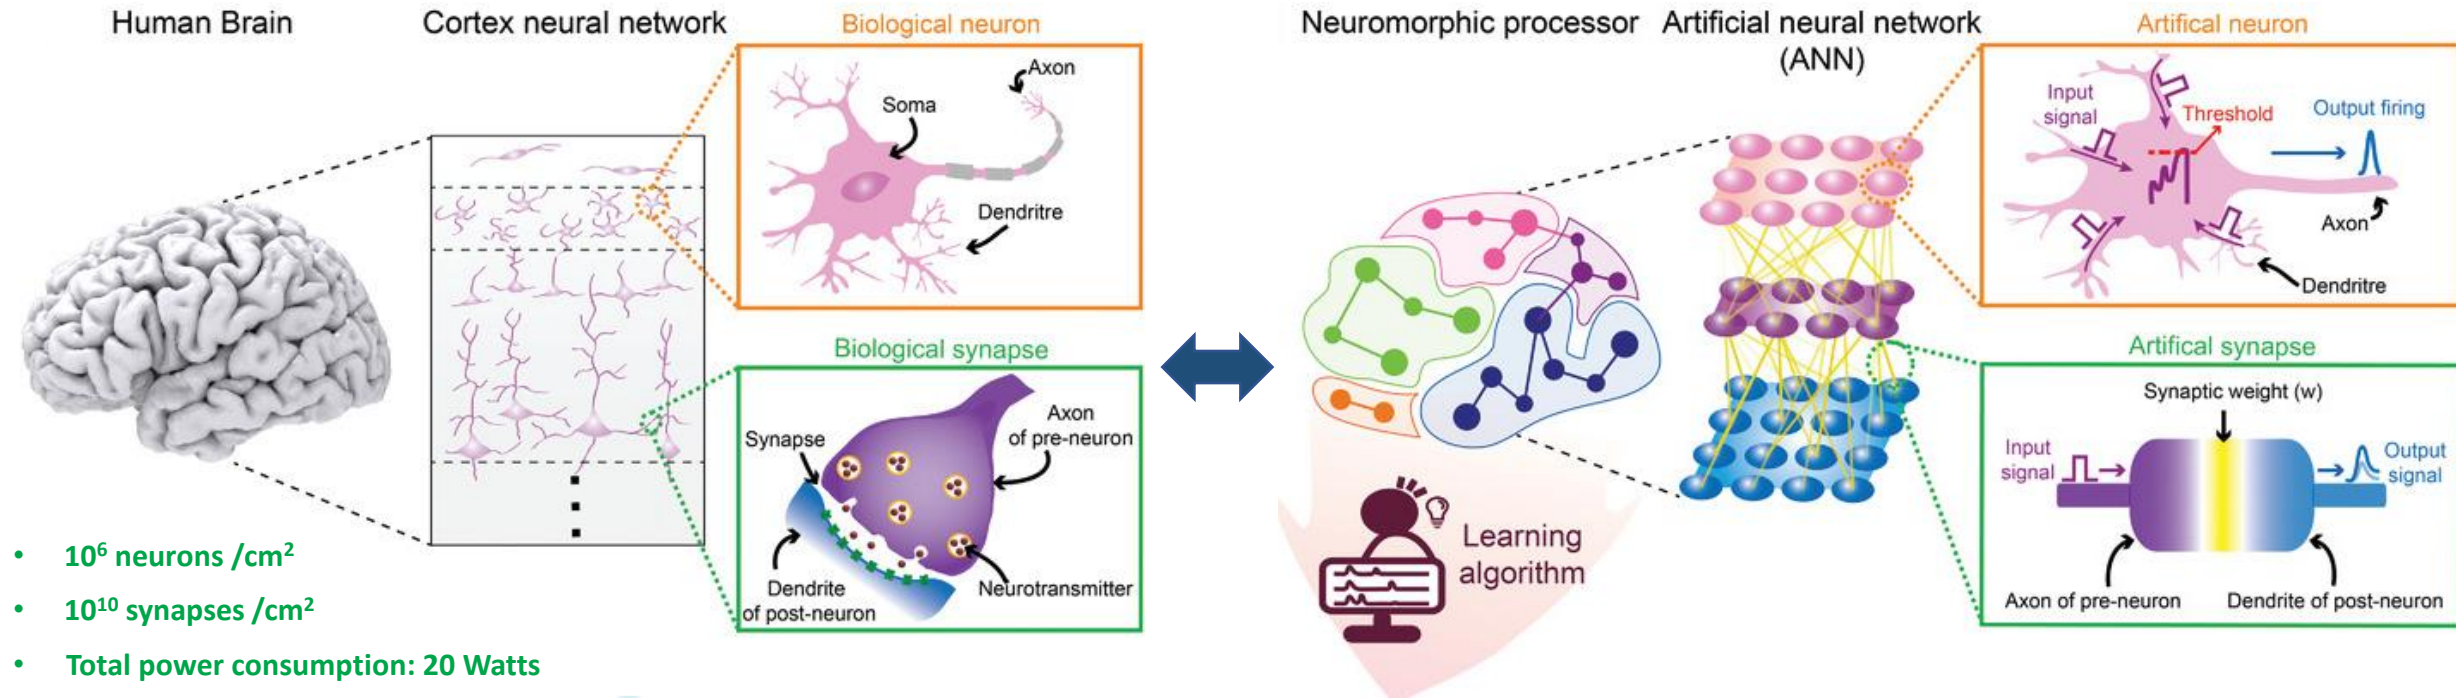 Human Brain
Cortex neural network
Biological neuron
Axon
Soma
Dendritre
Biological synapse
Axon
of pre-neuron
Synapse
Dendrite
of post-neuron
Neurotransmitter
• 10⁶ neurons /cm²
• 10¹⁰ synapses /cm²
• Total power consumption: 20 Watts
Neuromorphic processor
Artificial neural network
(ANN)
Learning
algorithm
Artifical neuron
Input
signal
Threshold
Output firing
Axon
Dendritre
Artifical synapse
Synaptic weight (w)
Input
signal
Output
signal
Axon of pre-neuron
Dendrite of post-neuron